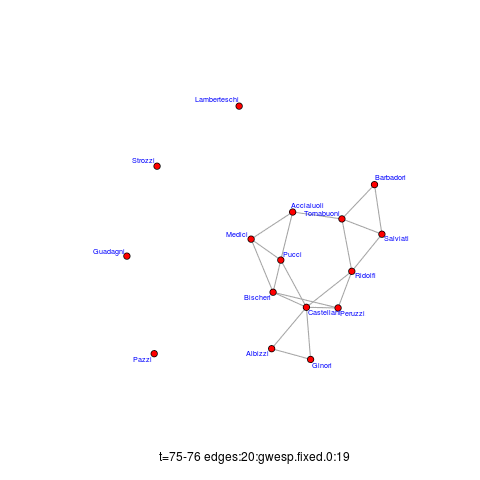 Lamberteschi
Strozzi
Barbadori
Acciaiuoli
Tornabuoni
Medici
Salviati
Guadagni
Pucci
Ridolfi
Bischeri
Castellani
Peruzzi
Albizzi
Pazzi
Ginori
t=75-76 edges:20:gwesp.fixed.0:19